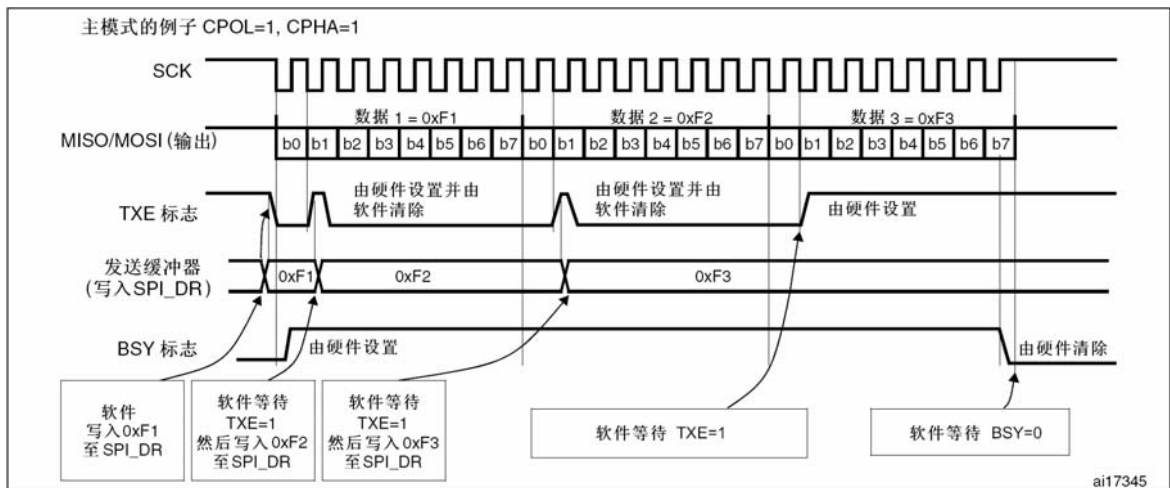 主模式的例子 CPOL=1, CPHA=1
SCK
数据 1 = 0xF1
数据 2 = 0xF2
数据 3 = 0xF3
MISO/MOSI (输出)
b0 b1 b2 b3 b4 b5 b6 b7 b0 b1 b2 b3 b4 b5 b6 b7 b0 b1 b2 b3 b4 b5 b6 b7
TXE 标志
由硬件设置并由
软件清除
由硬件设置并由
软件清除
由硬件设置
发送缓冲器
(写入SPI_DR)
0xF1
0xF2
0xF3
BSY 标志
由硬件设置
由硬件清除
软件
写入0xF1
至SPI_DR
软件等待
TXE=1
然后写入0xF2
至SPI_DR
软件等待
TXE=1
然后写入0xF3
至SPI_DR
软件等待 TXE=1
软件等待 BSY=0
ai17345